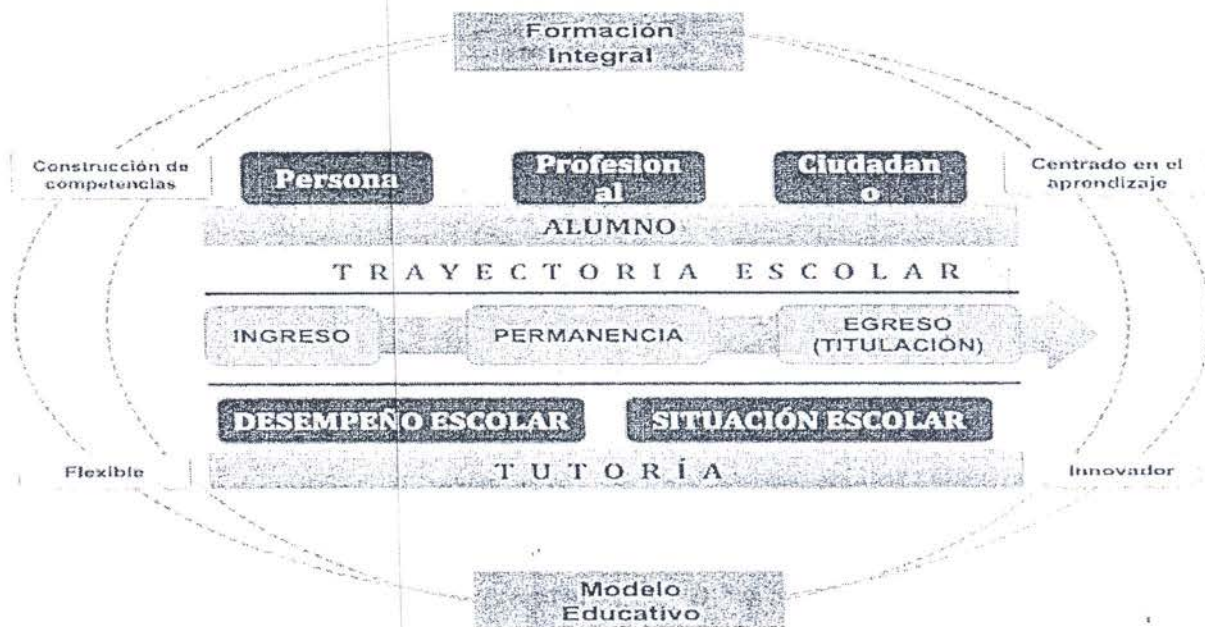 Formación
Integral
Construcción de
competencias
Persona
Profesion
al
Ciudadan
o
Centrado en el
aprendizaje
ALUMNO
TRAYECTORIA ESCOLAR
INGRESO
PERMANENCIA
EGRESO
(TITULACIÓN)
DESEMPEÑO ESCOLAR
SITUACIÓN ESCOLAR
Flexible
TUTORÍA
Innovador
Modelo
Educativo